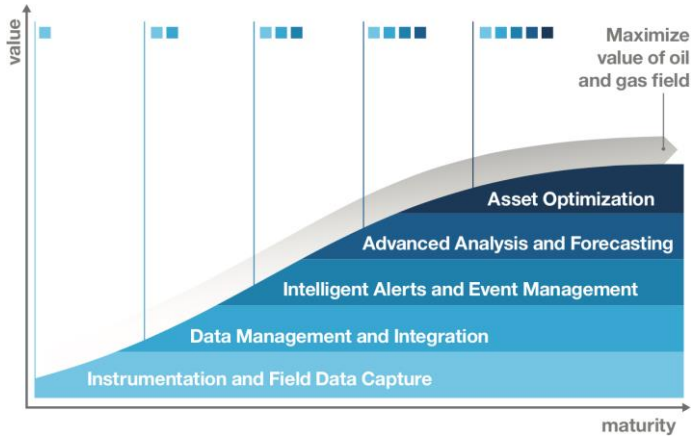 value
Maximize
value of oil
and gas field
Asset Optimization
Advanced Analysis and Forecasting
Intelligent Alerts and Event Management
Data Management and Integration
Instrumentation and Field Data Capture
maturity